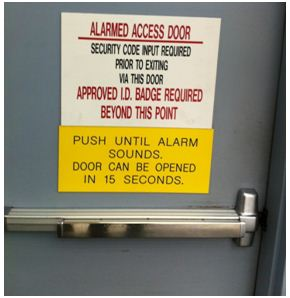 ALARMED ACCESS DOOR
SECURITY CODE INPUT REQUIRED
PRIOR TO EXITING
VIA THIS DOOR
APPROVED I.D. BADGE REQUIRED
BEYOND THIS POINT
PUSH UNTIL ALARM
SOUNDS.
DOOR CAN BE OPENED
IN 15 SECONDS.